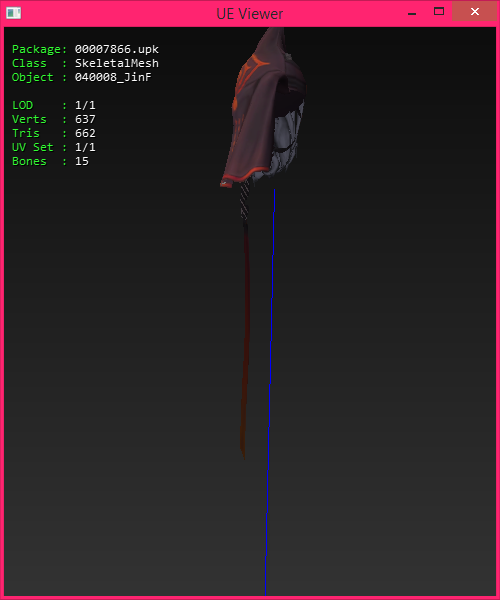 UE Viewer
Package: 00007866.upk
Class  : SkeletalMesh
Object : 040008_JinF
LOD    : 1/1
Verts  : 637
Tris   : 662
UV Set : 1/1
Bones  : 15